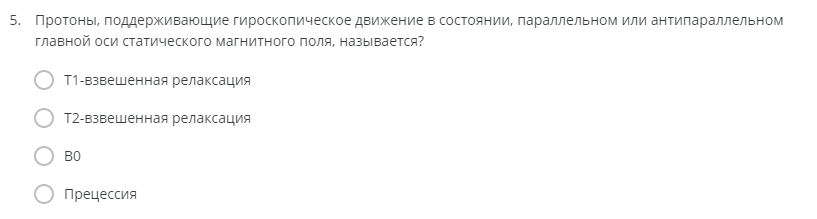 5. Протоны, поддерживающие гироскопическое движение в состоянии, параллельном или антипараллельном
главной оси статического магнитного поля, называется?
Т1-взвешенная релаксация
Т2-взвешенная релаксация
В0
Прецессия